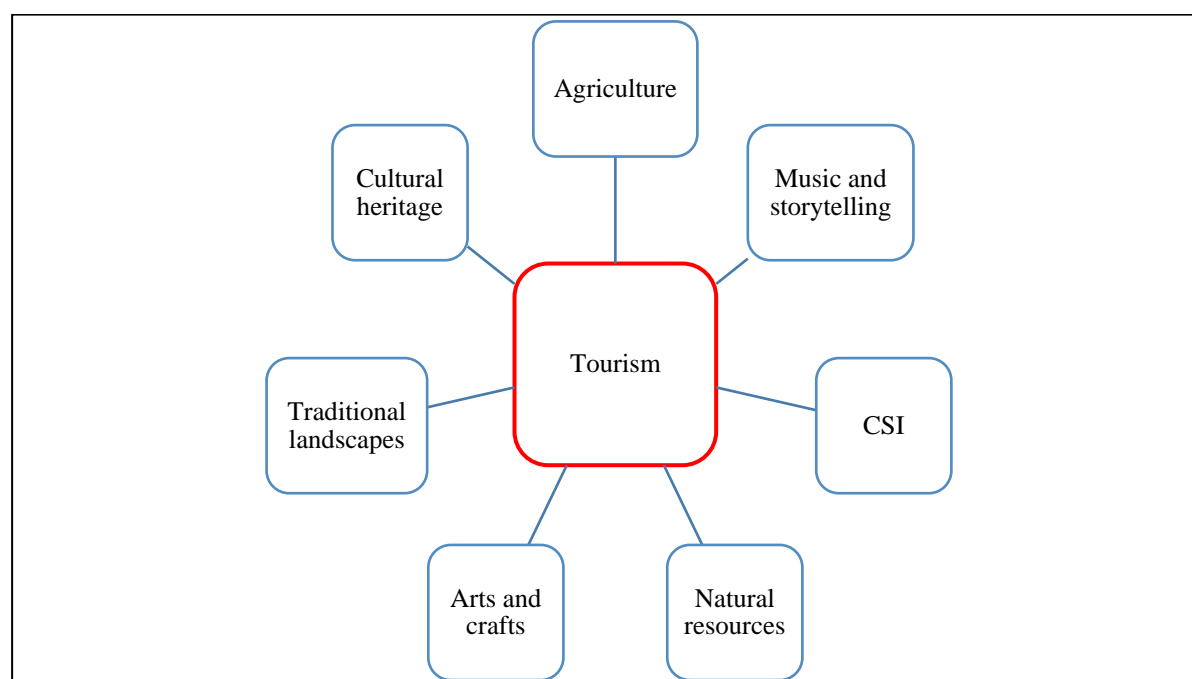 Agriculture
Cultural
heritage
Music and
storytelling
Tourism
Traditional
landscapes
CSI
Arts and
crafts
Natural
resources